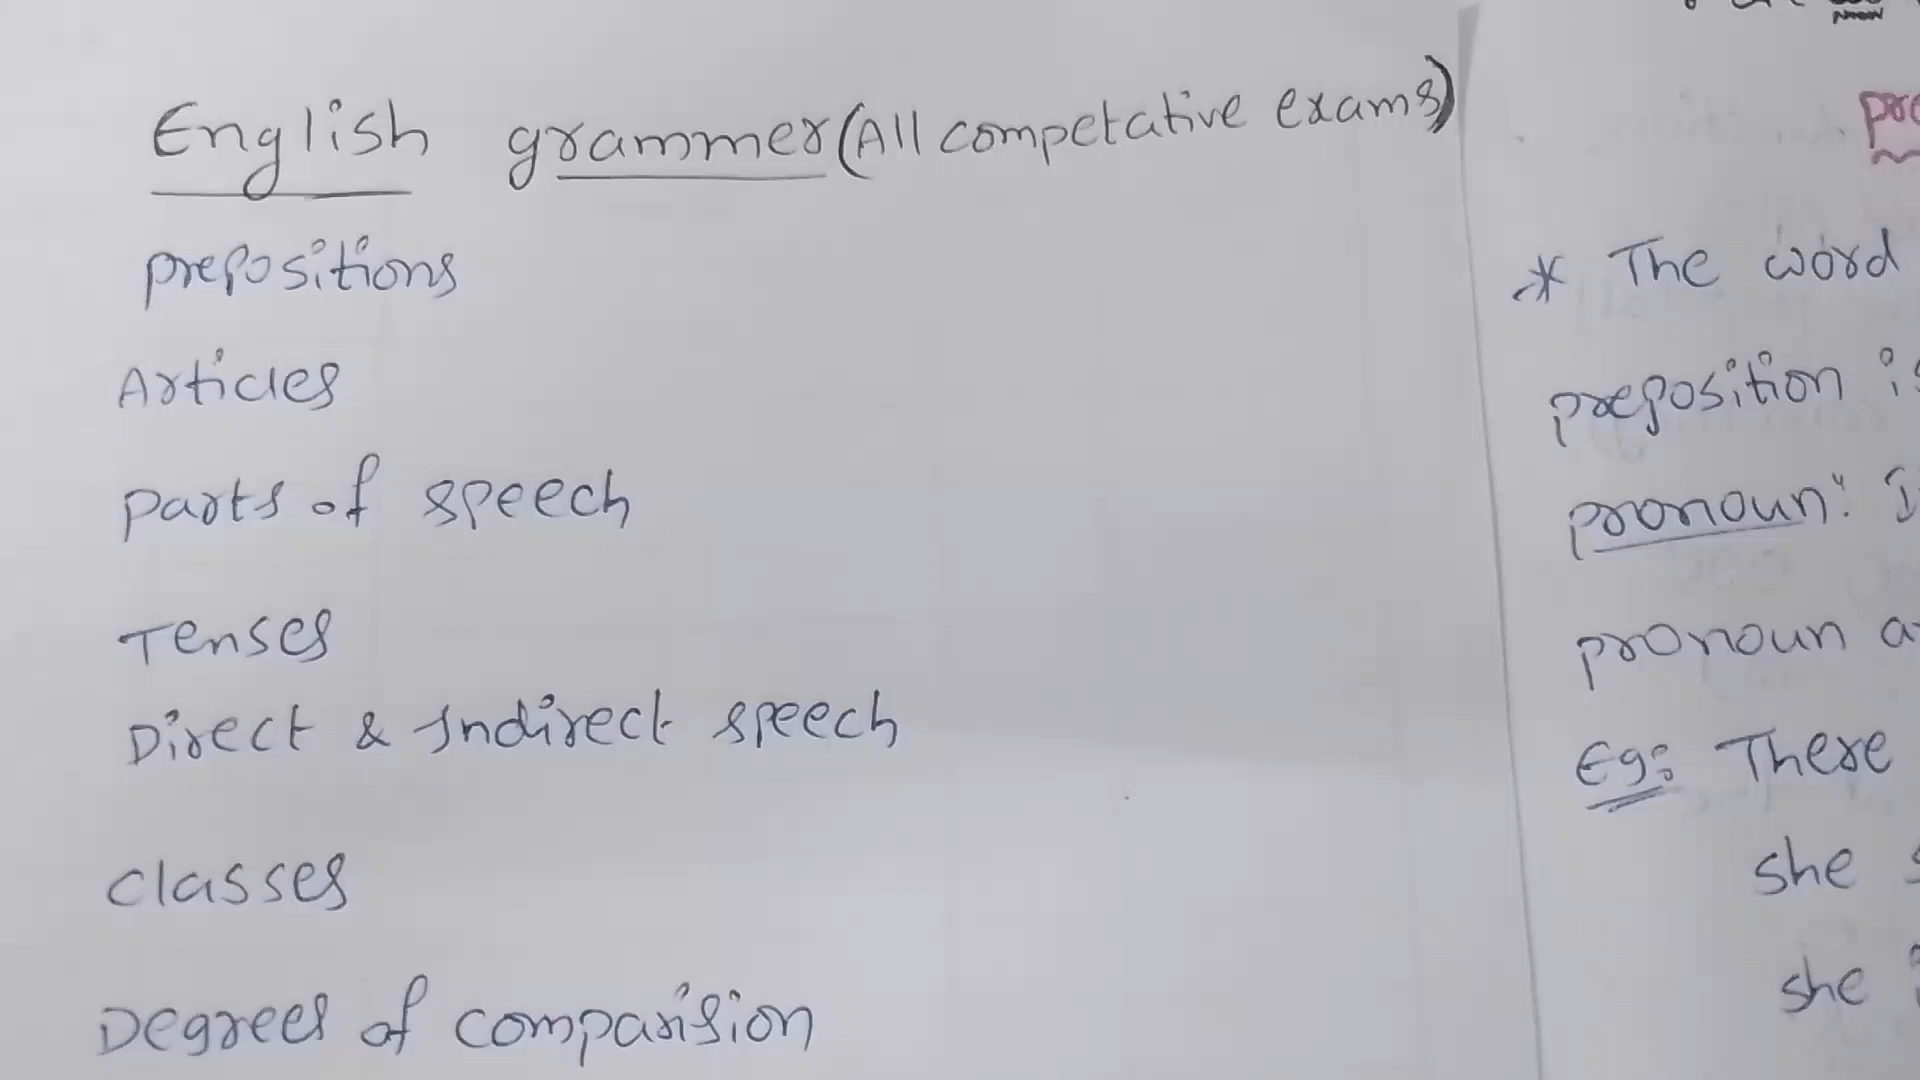 English grammer (All competative exams)
prepositions
Articles
parts of speech
Tenses
Direct & Indirect speech
classes
Degrees of comparision
* The word
preposition is
pronoun". I
pronoun a
Eg: There
she
she